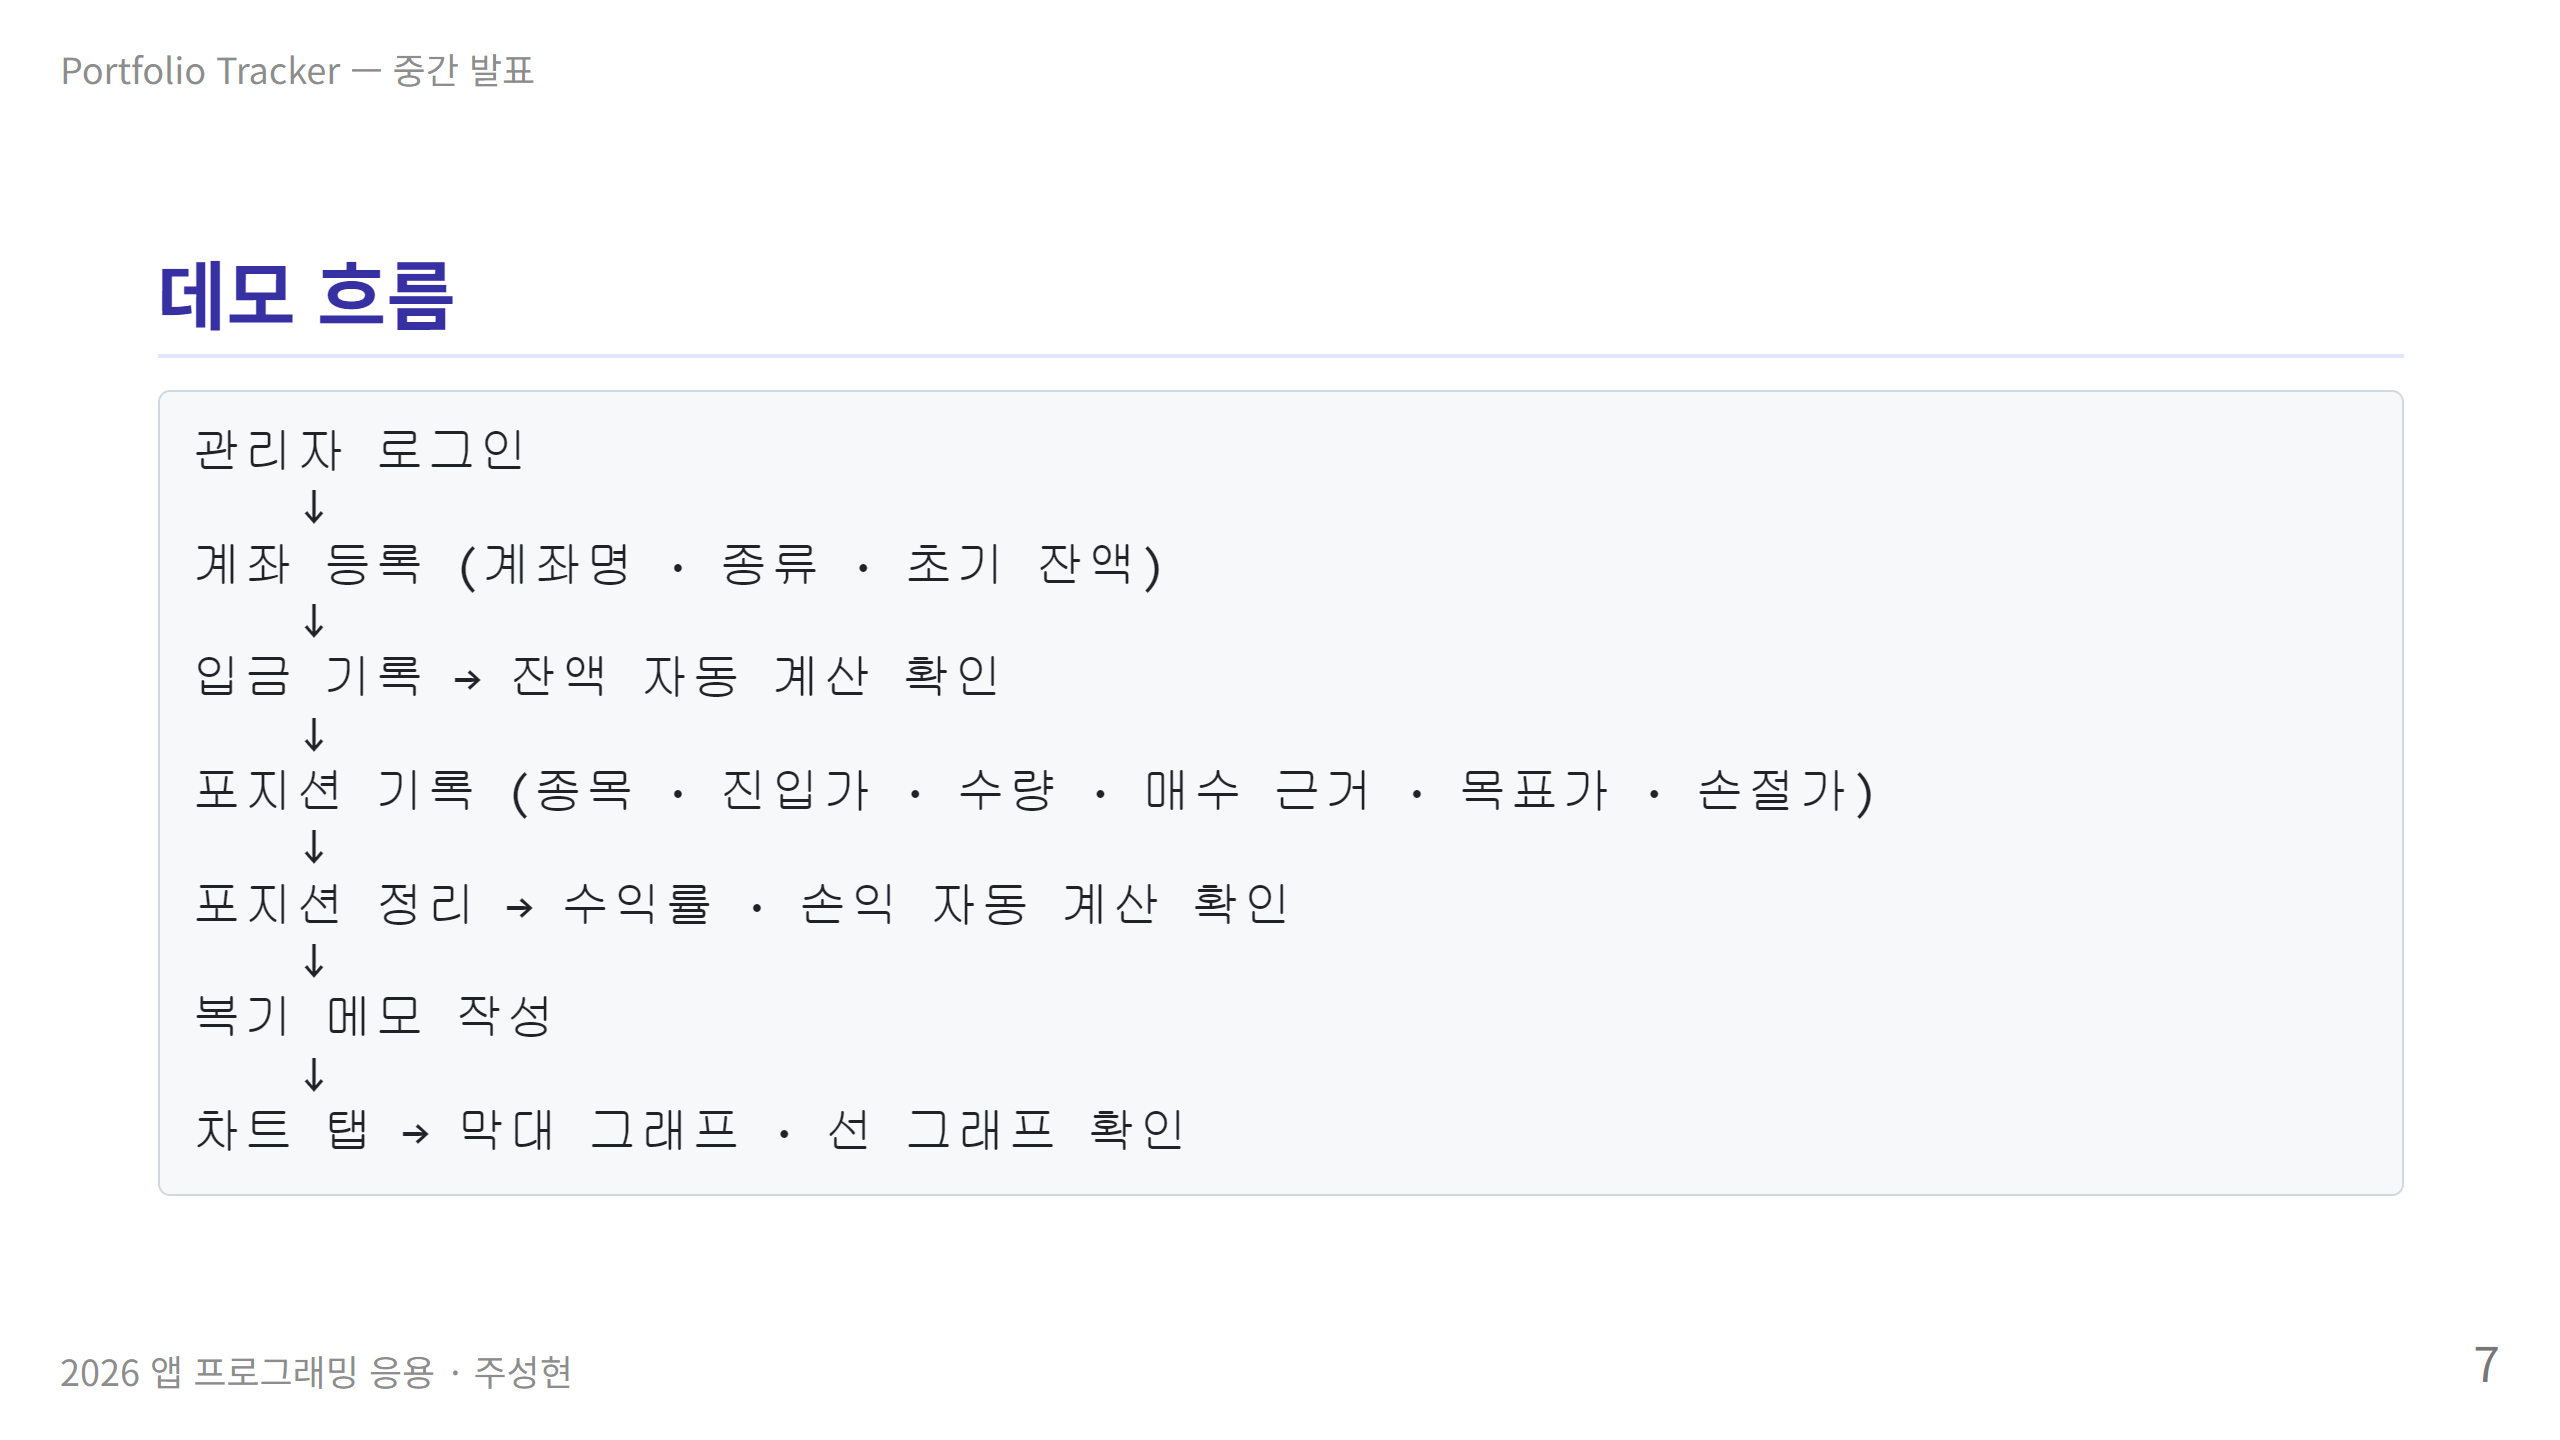 Portfolio Tracker — 중간 발표
데모 흐름
관리자 로그인
↓
계좌 등록 (계좌명 · 종류 · 초기 잔액)
↓
입금 기록 → 잔액 자동 계산 확인
↓
포지션 기록 (종목 · 진입가 · 수량 · 매수 근거 · 목표가 · 손절가)
↓
포지션 정리 → 수익률 · 손익 자동 계산 확인
↓
복기 메모 작성
↓
차트 탭 → 막대 그래프 · 선 그래프 확인
2026 앱 프로그래밍 응용 · 주성현
7